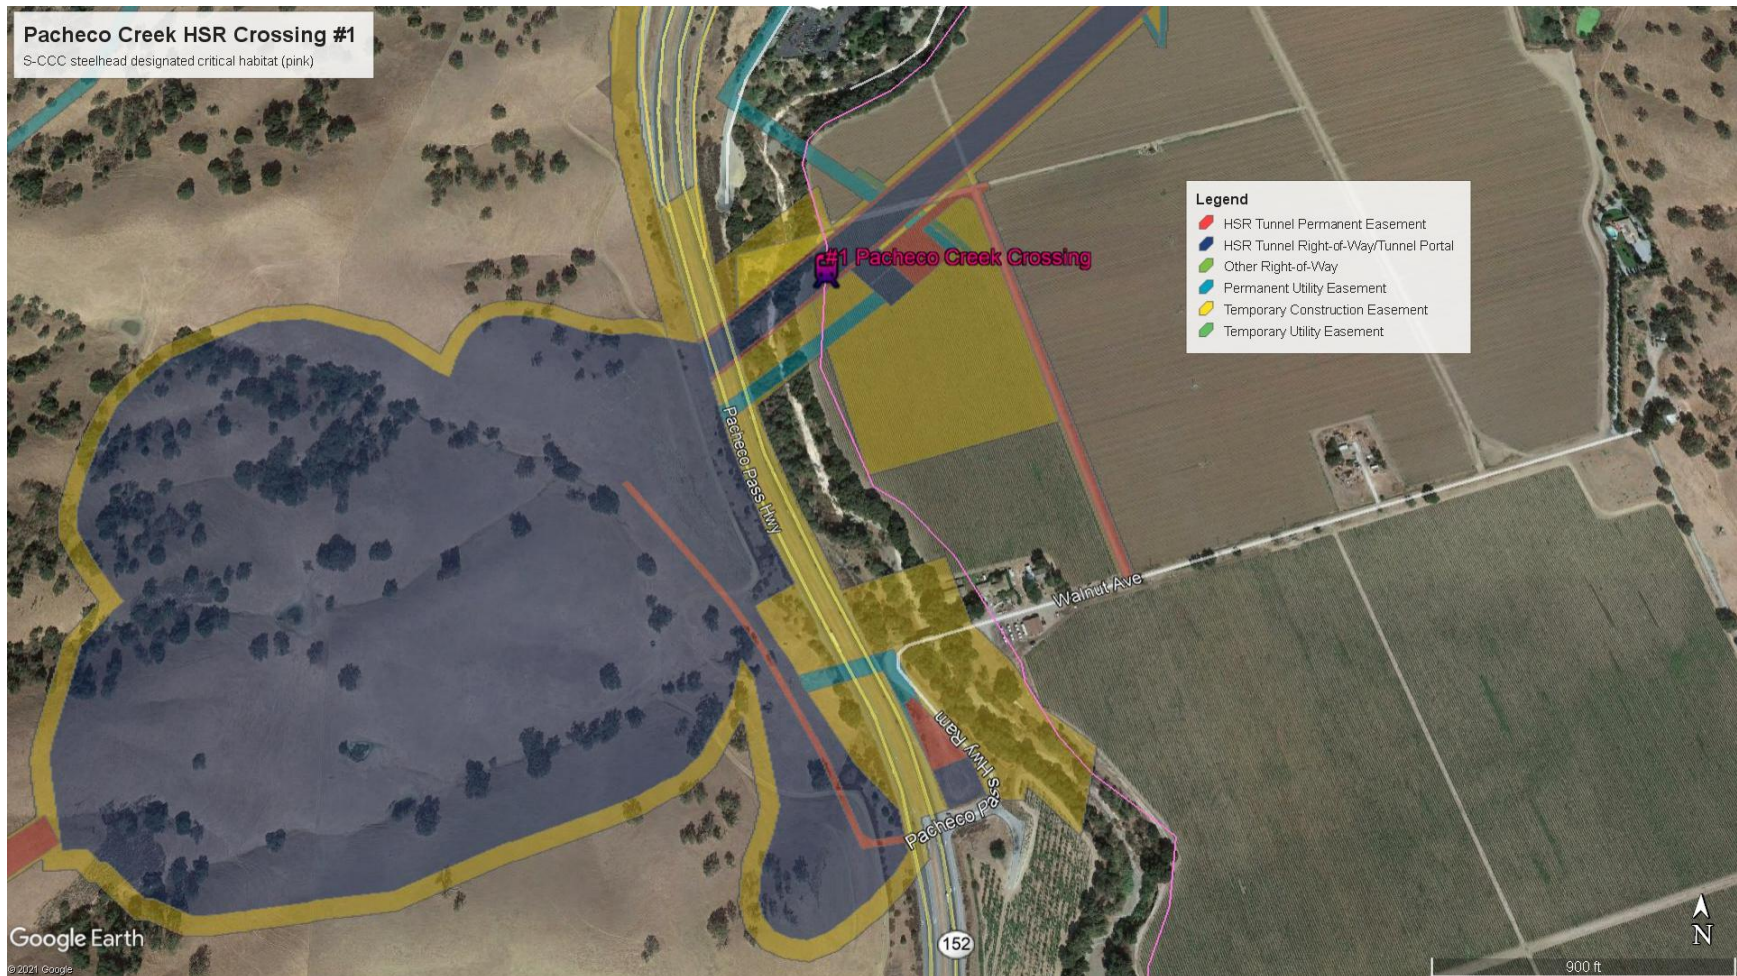 Pacheco Creek HSR Crossing #1
S-CCC steelhead designated critical habitat (pink)
Legend
HSR Tunnel Permanent Easement
HSR Tunnel Right-of-Way/Tunnel Portal
Other Right-of-Way
Permanent Utility Easement
Temporary Construction Easement
Temporary Utility Easement
#1 Pacheco Creek Crossing
Pacheco Pass Hwy
Walnut Ave
Pacheco Pass Hwy Ram
152
Google Earth
© 2021 Google
N
900 ft